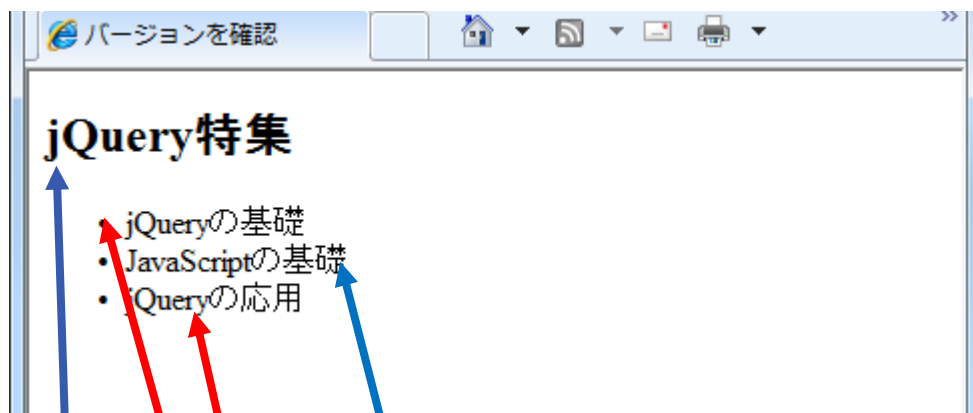 バージョンを確認
»
jQuery特集
• jQueryの基礎
• JavaScriptの基礎
• jQueryの応用